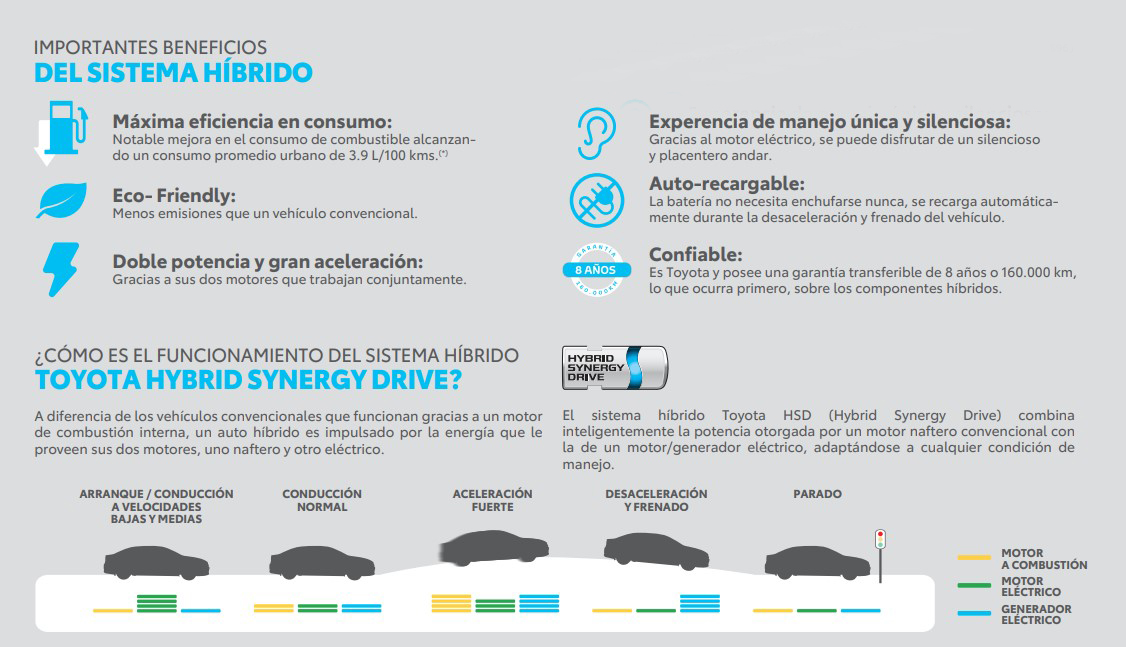 IMPORTANTES BENEFICIOS
DEL SISTEMA HÍBRIDO
Máxima eficiencia en consumo:
Notable mejora en el consumo de combustible alcanzan-
do un consumo promedio urbano de 3.9 L/100 kms.(*)
Eco- Friendly:
Menos emisiones que un vehículo convencional.
Doble potencia y gran aceleración:
Gracias a sus dos motores que trabajan conjuntamente.
Experencia de manejo única y silenciosa:
Gracias al motor eléctrico, se puede disfrutar de un silencioso
y placentero andar.
Auto-recargable:
La batería no necesita enchufarse nunca, se recarga automática-
mente durante la desaceleración y frenado del vehículo.
GARANTIA
8 AÑOS
160.000KM
Confiable:
Es Toyota y posee una garantía transferible de 8 años o 160.000 km,
lo que ocurra primero, sobre los componentes híbridos.
¿CÓMO ES EL FUNCIONAMIENTO DEL SISTEMA HÍBRIDO
TOYOTA HYBRID SYNERGY DRIVE?
HYBRID
SYNERGY
DRIVE
A diferencia de los vehículos convencionales que funcionan gracias a un motor
de combustión interna, un auto híbrido es impulsado por la energía que le
proveen sus dos motores, uno naftero y otro eléctrico.
El sistema híbrido Toyota HSD (Hybrid Synergy Drive) combina
inteligentemente la potencia otorgada por un motor naftero convencional con
la de un motor/generador eléctrico, adaptándose a cualquier condición de
manejo.
ARRANQUE / CONDUCCIÓN
A VELOCIDADES
BAJAS Y MEDIAS
CONDUCCIÓN
NORMAL
ACELERACIÓN
FUERTE
DESACELERACIÓN
Y FRENADO
PARADO
MOTOR
A COMBUSTIÓN
MOTOR
ELÉCTRICO
GENERADOR
ELÉCTRICO